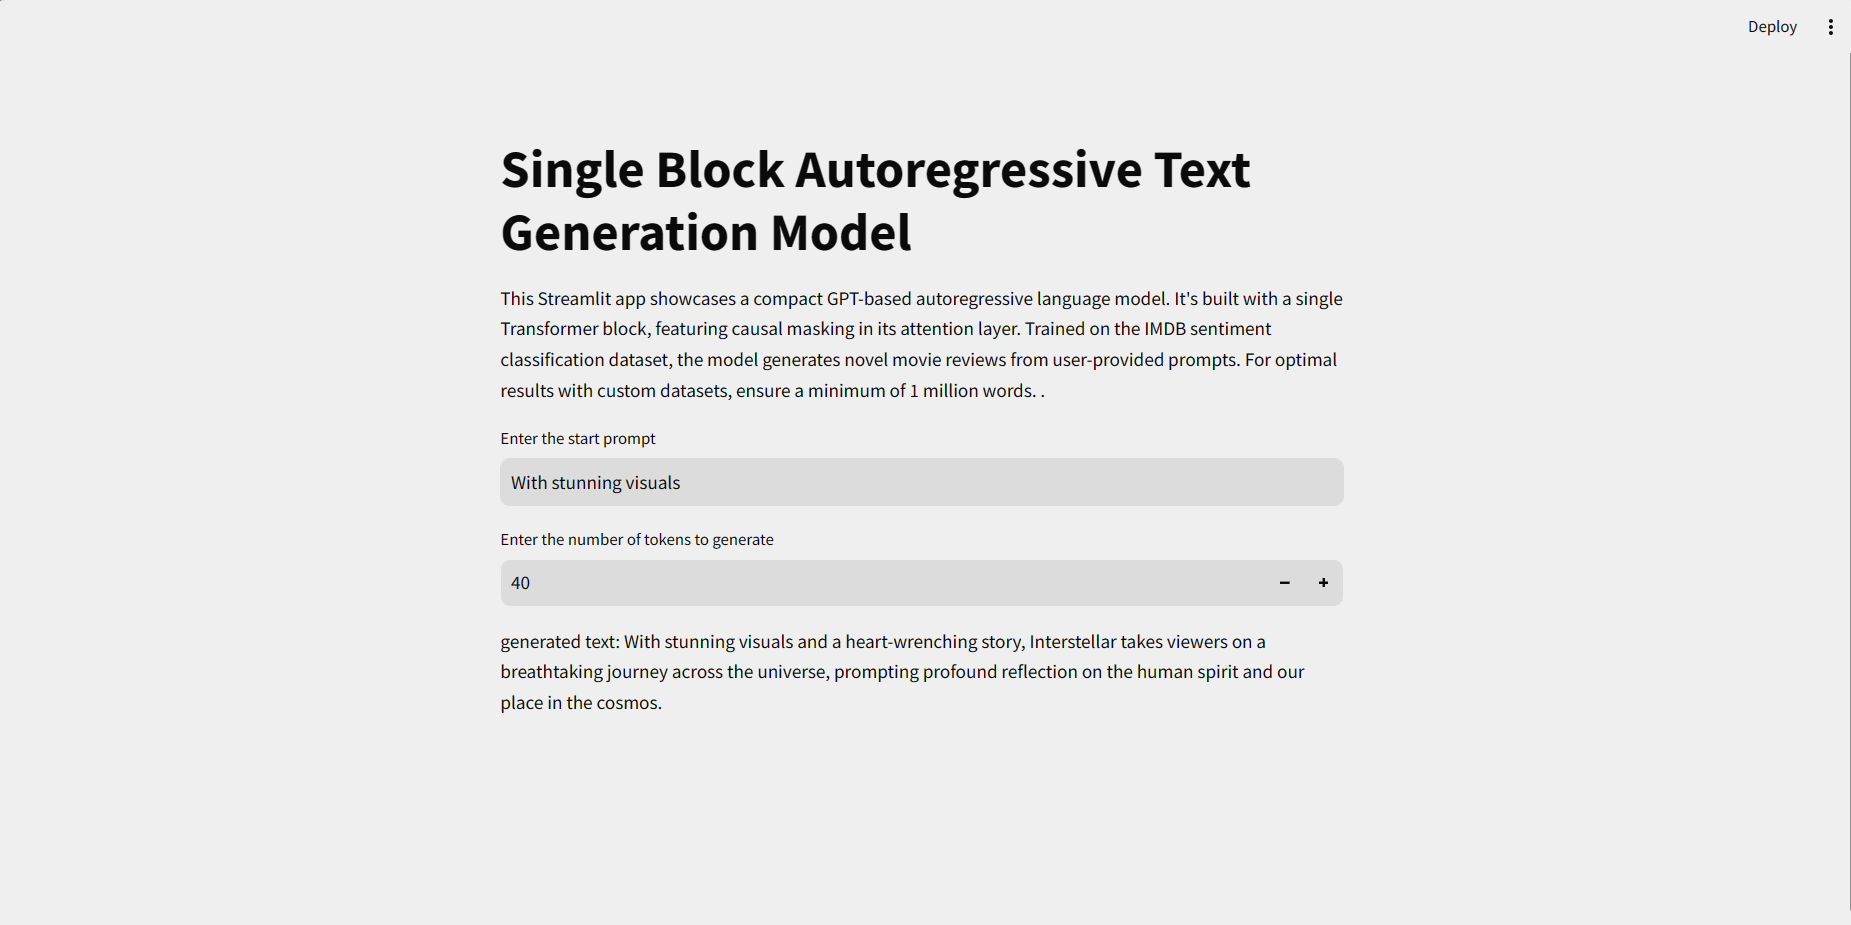 Deploy
Single Block Autoregressive Text
Generation Model
This Streamlit app showcases a compact GPT-based autoregressive language model. It's built with a single
Transformer block, featuring causal masking in its attention layer. Trained on the IMDB sentiment
classification dataset, the model generates novel movie reviews from user-provided prompts. For optimal
results with custom datasets, ensure a minimum of 1 million words. .
Enter the start prompt
With stunning visuals
Enter the number of tokens to generate
40
generated text: With stunning visuals and a heart-wrenching story, Interstellar takes viewers on a
breathtaking journey across the universe, prompting profound reflection on the human spirit and our
place in the cosmos.